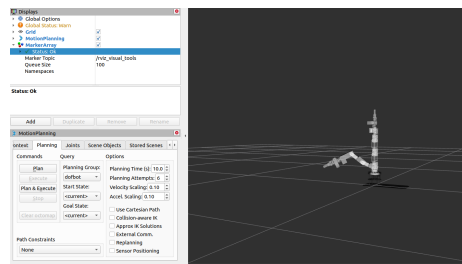 Displays
Global Options
Global Status: Warn
Grid
MotionPlanning
MarkerArray
Status: Ok
Marker Topic /rviz_visual_tools
Queue Size 100
Namespaces
Status: Ok
Add Duplicate Remove Rename
MotionPlanning
ontext Planning Joints Scene Objects Stored Scenes
Commands Query Options
Plan
Execute
Plan & Execute
Stop
Clear octomap
Planning Group:
dofbot
Start State:
<current>
Goal State:
<current>
Planning Time (s): 10.0
Planning Attempts: 6
Velocity Scaling: 0.10
Accel. Scaling: 0.10
Use Cartesian Path
Collision-aware IK
Approx IK Solutions
External Comm.
Replanning
Sensor Positioning
Path Constraints
None